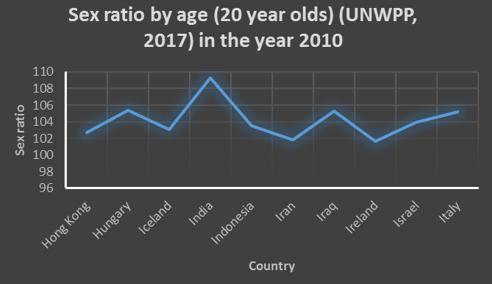 Sex ratio by age (20 year olds) (UNWPP,
2017) in the year 2010
Sex ratio
110
108
106
104
102
100
98
96
Hong Kong
Hungary
Iceland
India
Indonesia
Iran
Iraq
Ireland
Israel
Italy
Country